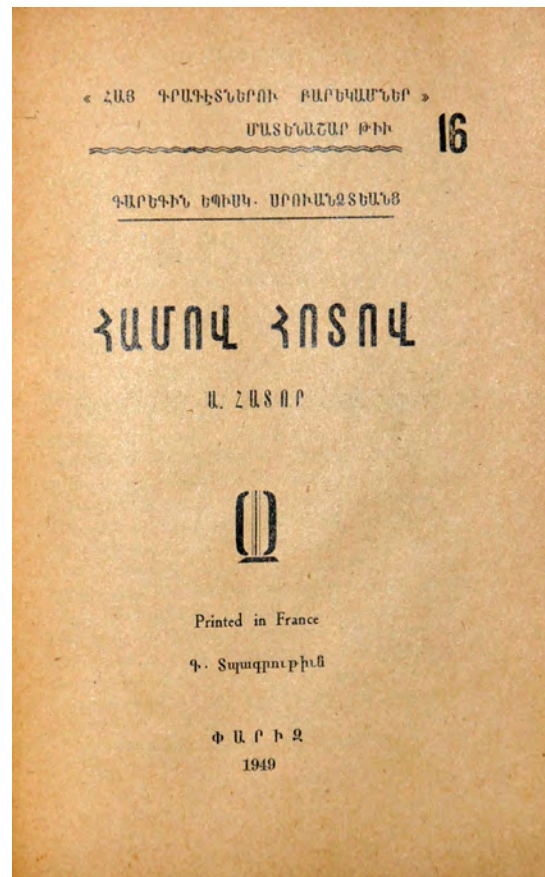 « ՀԱՅ ԳՐԱԳԷՏՆԵՐՈՒ ԲԱՐԵԿԱՄՆԵՐ »
ՄԱՏԵՆԱՇԱՐ ԹԻՒ 16
ԳԱՐԵԳԻՆ ԵՊԻՍԿ. ՍՐՈՒԱՆՁՏԵԱՆՑ
ՀԱՄՈՎ ՀՈՏՈՎ
Ա. ՀԱՏՈՐ
Printed in France
Գ. Տպագրութիւն
ՓԱՐԻԶ
1949